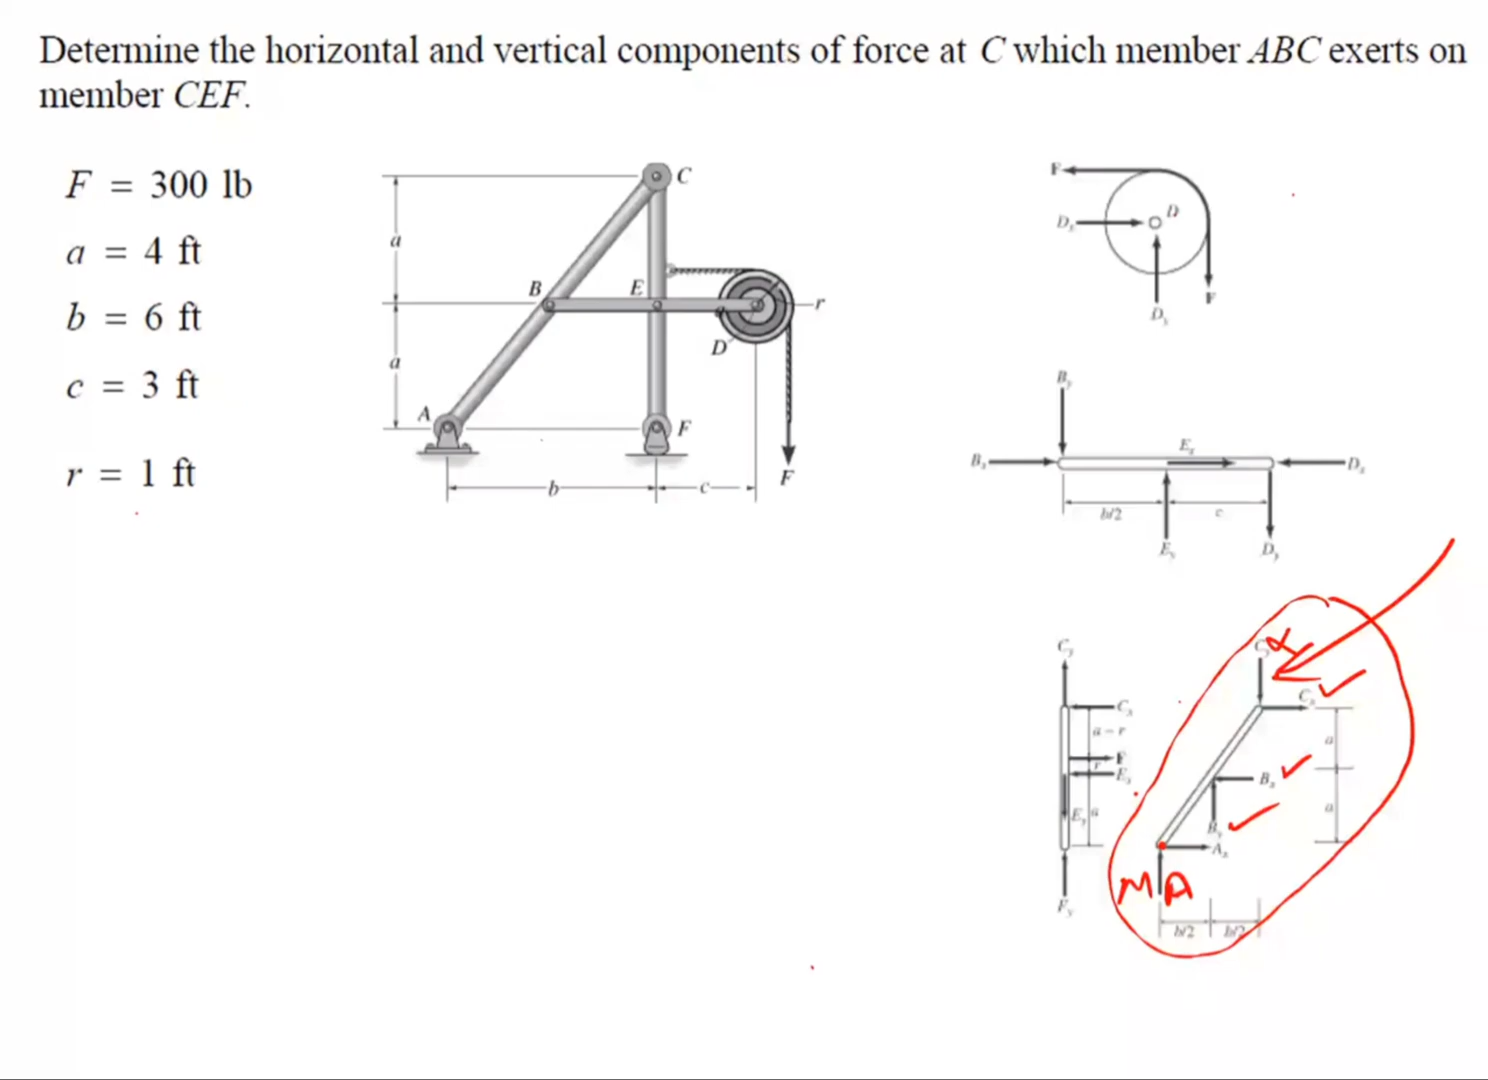 Determine the horizontal and vertical components of force at C which member ABC exerts on
member CEF.
F = 300 lb
a = 4 ft
b = 6 ft
c = 3 ft
r = 1 ft
C
a
B
E
r
a
D
A
F
b
c
F
F
D
Dx
F
Dy
By
Bx
Ex
Dx
b/2
c
Ey
Dy
Cy
Cx
a − r
F
r
Ex
Ey
a
Fy
Cx
a
Bx
By
a
Ax
MA
b/2
b/2